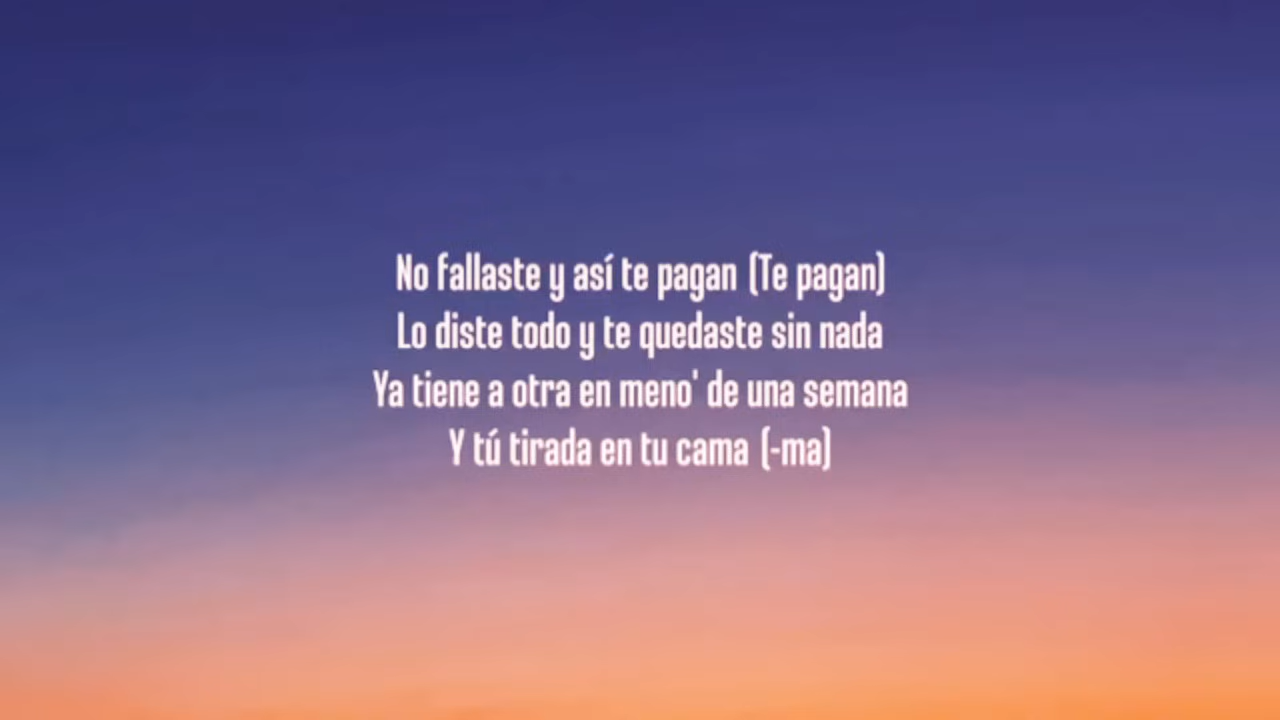 No fallaste y así te pagan (Te pagan)
Lo diste todo y te quedaste sin nada
Ya tiene a otra en meno' de una semana
Y tú tirada en tu cama (-ma)